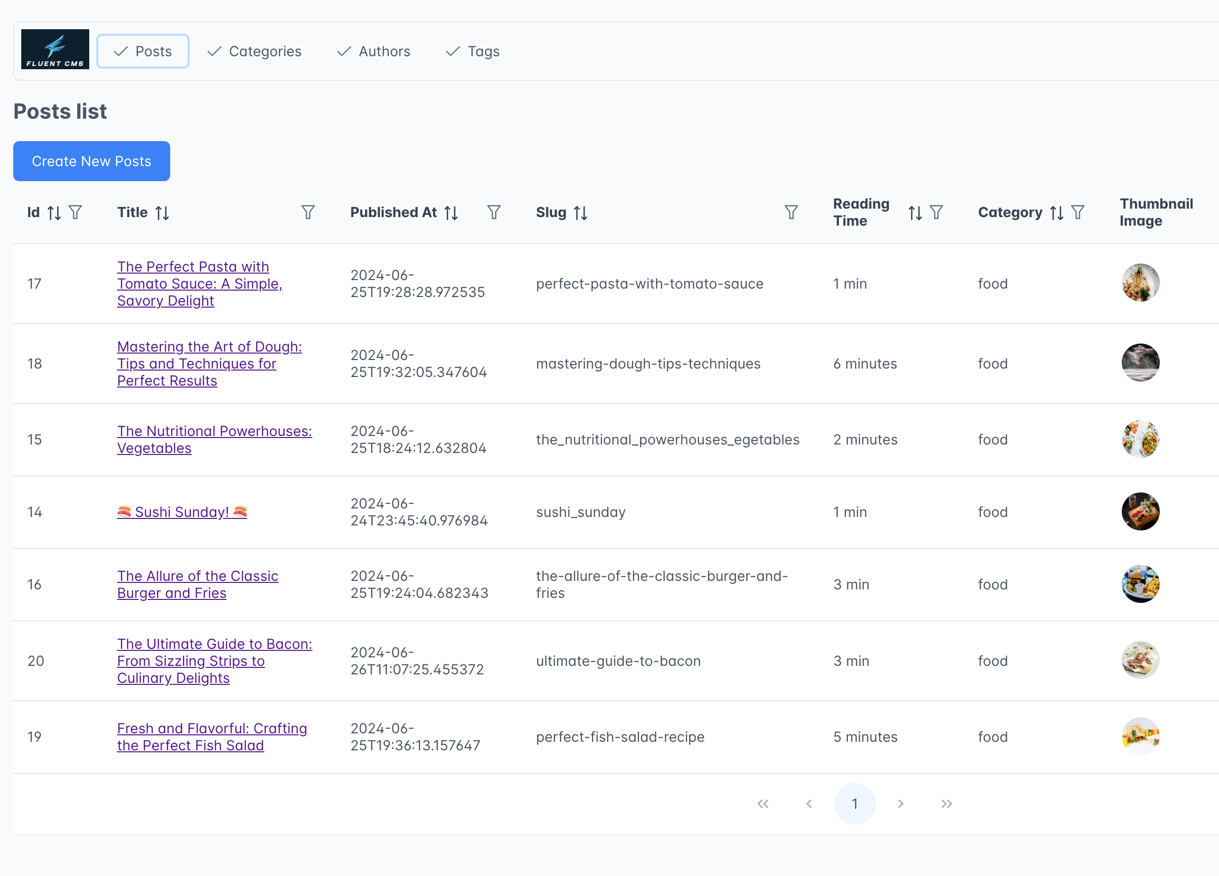 FLUENT CMS
Posts
Categories
Authors
Tags
Posts list
Create New Posts
Id
Title
Published At
Slug
Reading
Time
Category
Thumbnail
Image
17
The Perfect Pasta with
Tomato Sauce: A Simple,
Savory Delight
2024-06-
25T19:28:28.972535
perfect-pasta-with-tomato-sauce
1 min
food
18
Mastering the Art of Dough:
Tips and Techniques for
Perfect Results
2024-06-
25T19:32:05.347604
mastering-dough-tips-techniques
6 minutes
food
15
The Nutritional Powerhouses:
Vegetables
2024-06-
25T18:24:12.632804
the_nutritional_powerhouses_egetables
2 minutes
food
14
🍣 Sushi Sunday! 🍣
2024-06-
24T23:45:40.976984
sushi_sunday
1 min
food
16
The Allure of the Classic
Burger and Fries
2024-06-
25T19:24:04.682343
the-allure-of-the-classic-burger-and-
fries
3 min
food
20
The Ultimate Guide to Bacon:
From Sizzling Strips to
Culinary Delights
2024-06-
26T11:07:25.455372
ultimate-guide-to-bacon
3 min
food
19
Fresh and Flavorful: Crafting
the Perfect Fish Salad
2024-06-
25T19:36:13.157647
perfect-fish-salad-recipe
5 minutes
food
1